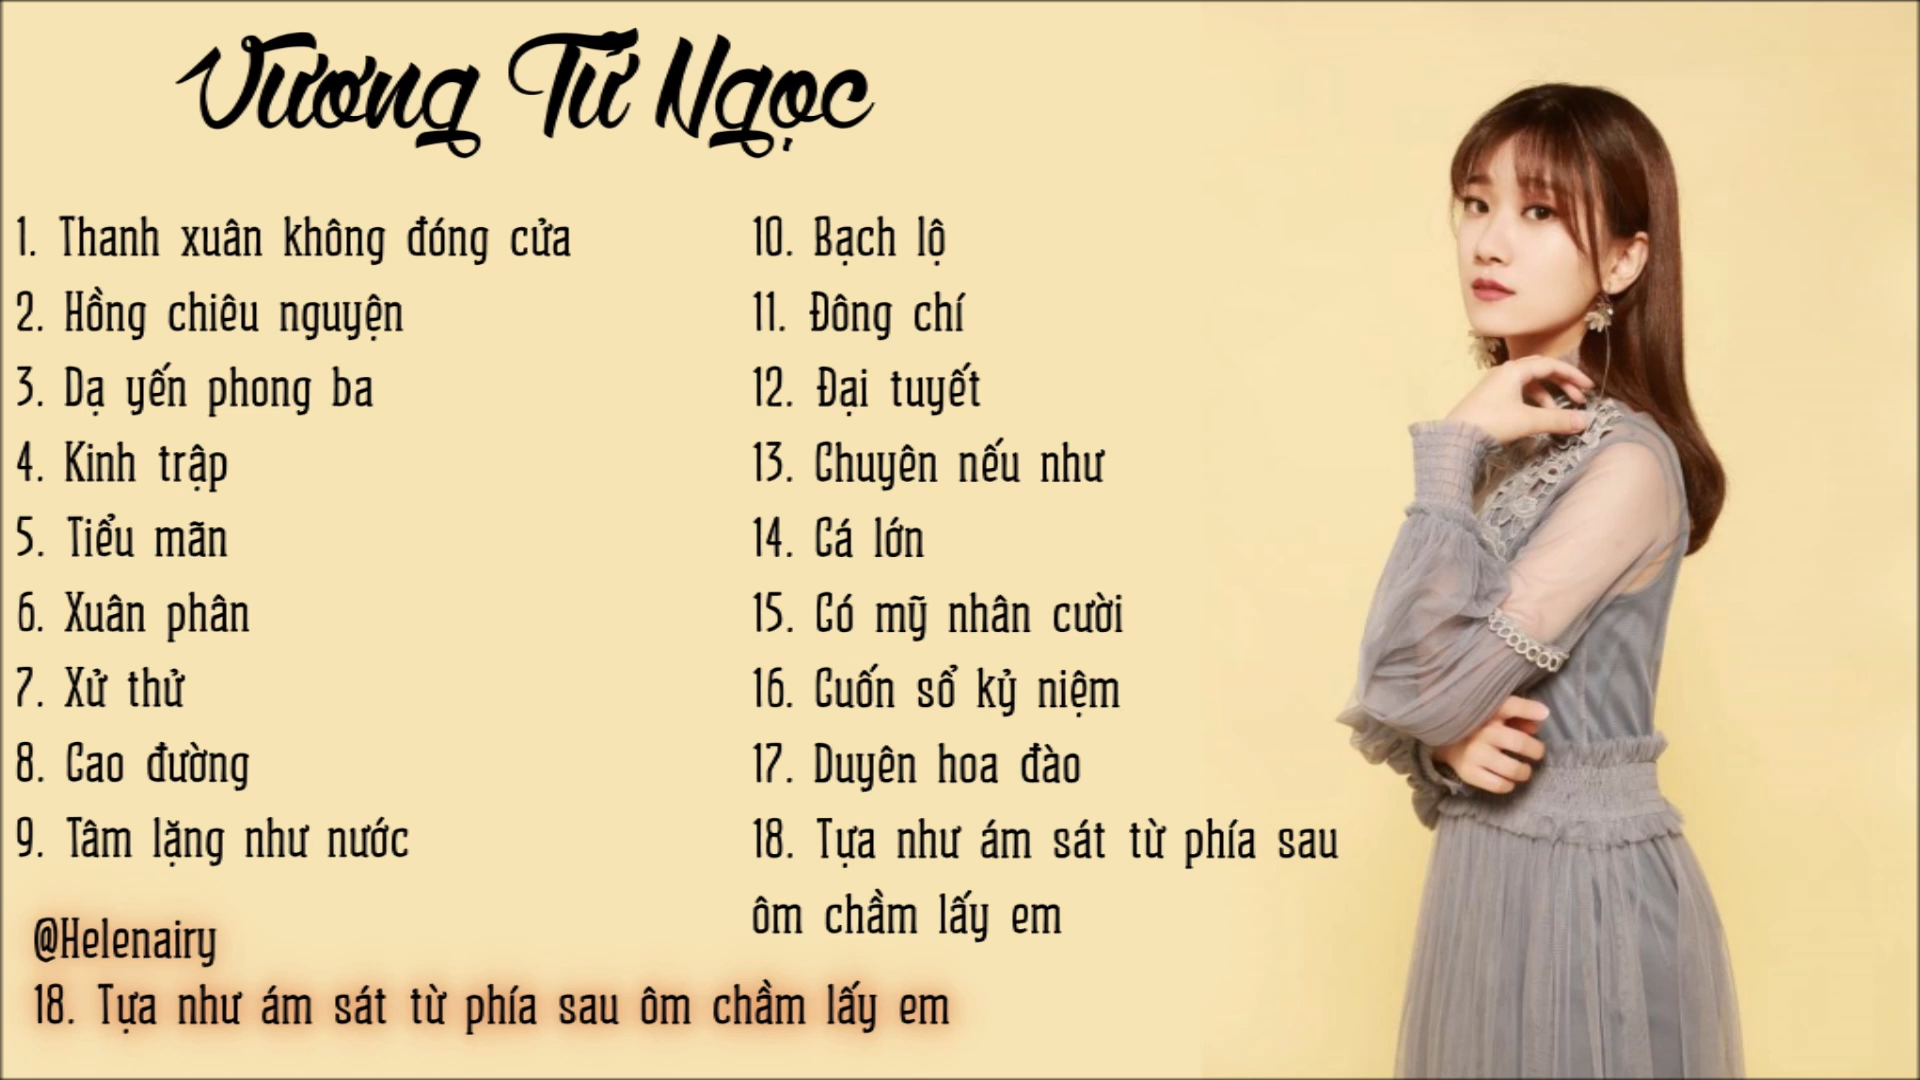 Vương Tử Ngọc
1. Thanh xuân không đóng cửa
2. Hồng chiêu nguyện
3. Dạ yến phong ba
4. Kinh trập
5. Tiểu mãn
6. Xuân phân
7. Xử thử
8. Cao đường
9. Tâm lặng như nước
10. Bạch lộ
11. Đông chí
12. Đại tuyết
13. Chuyên nếu như
14. Cá lớn
15. Có mỹ nhân cười
16. Cuốn sổ kỷ niệm
17. Duyên hoa đào
18. Tựa như ám sát từ phía sau
ôm chầm lấy em
@Helenairy
18. Tựa như ám sát từ phía sau ôm chầm lấy em